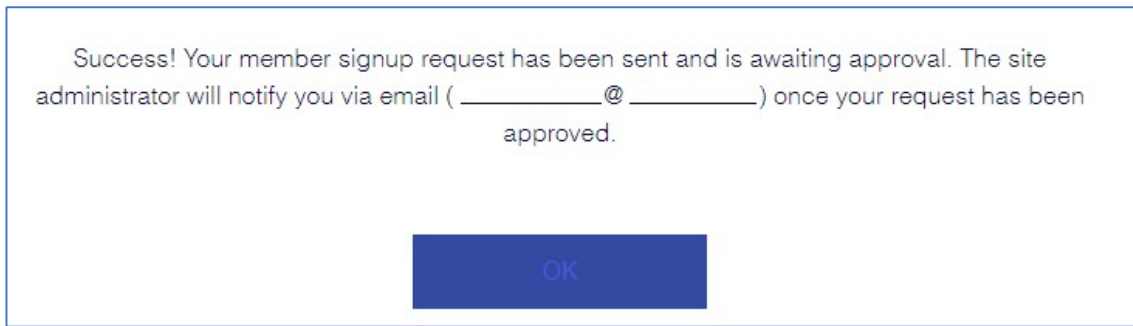 Success! Your member signup request has been sent and is awaiting approval. The site
administrator will notify you via email ( __________@ _________) once your request has been
approved.
OK